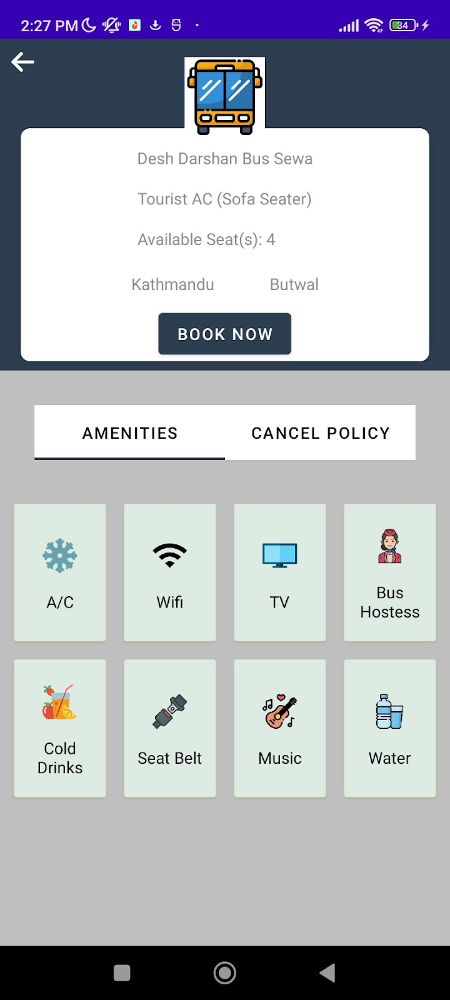 2:27 PM
34
Desh Darshan Bus Sewa
Tourist AC (Sofa Seater)
Available Seat(s): 4
Kathmandu Butwal
BOOK NOW
AMENITIES CANCEL POLICY
A/C Wifi TV Bus
Hostess
Cold
Drinks Seat Belt Music Water